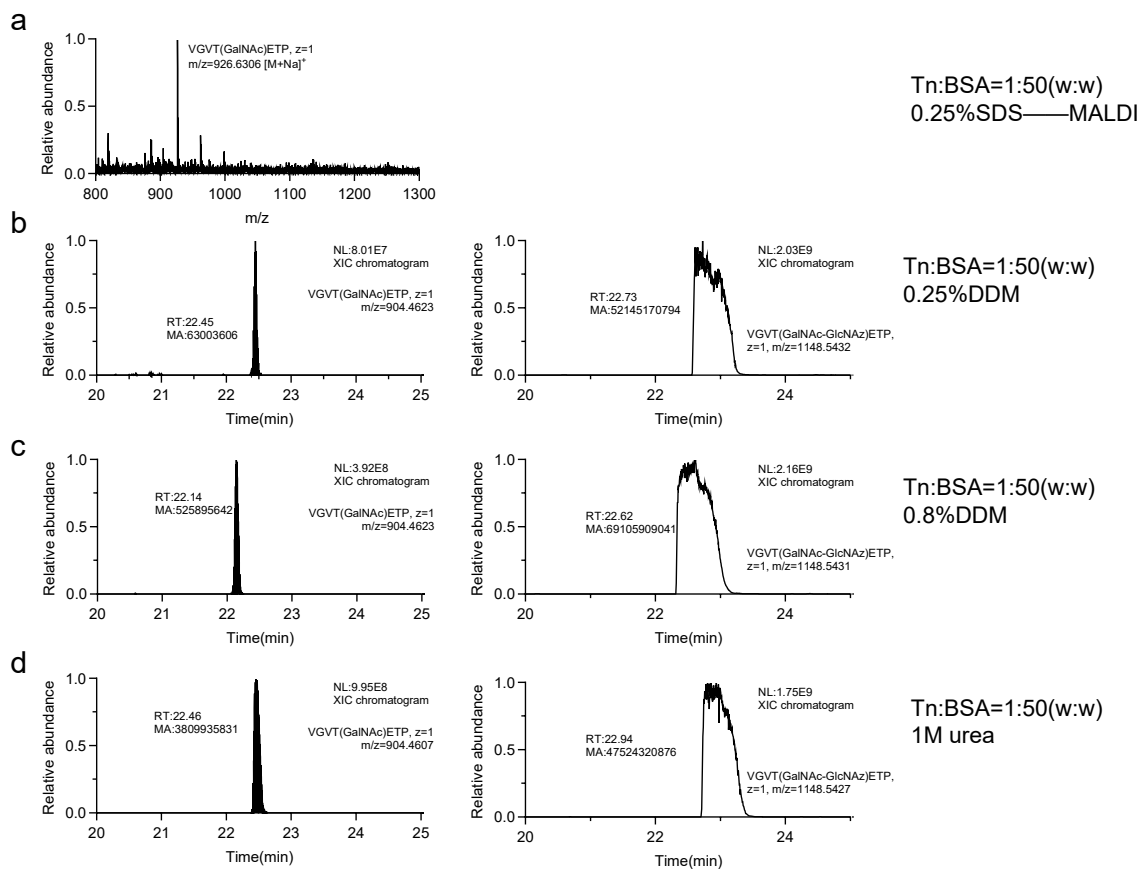 a
Relative abundance
1.0
0.5
0.0
VGVT(GalNAc)ETP, z=1
m/z=926.6306 [M+Na]⁺
800 900 1000 1100 1200 1300
m/z
Tn:BSA=1:50(w:w)
0.25%SDS——MALDI
b
Relative abundance
1.0
0.5
0.0
NL:8.01E7
XIC chromatogram
VGVT(GalNAc)ETP, z=1
m/z=904.4623
RT:22.45
MA:63003606
20 21 22 23 24 25
Time(min)
Relative abundance
1.0
0.5
0.0
NL:2.03E9
XIC chromatogram
RT:22.73
MA:52145170794
VGVT(GalNAc-GlcNAz)ETP,
z=1, m/z=1148.5432
20 22 24
Time(min)
Tn:BSA=1:50(w:w)
0.25%DDM
c
Relative abundance
1.0
0.5
0.0
NL:3.92E8
XIC chromatogram
RT:22.14
MA:525895642
VGVT(GalNAc)ETP, z=1
m/z=904.4623
20 21 22 23 24 25
Time(min)
Relative abundance
1.0
0.5
0.0
NL:2.16E9
XIC chromatogram
RT:22.62
MA:69105909041
VGVT(GalNAc-GlcNAz)ETP,
z=1, m/z=1148.5431
20 22 24
Time(min)
Tn:BSA=1:50(w:w)
0.8%DDM
d
Relative abundance
1.0
0.5
0.0
NL:9.95E8
XIC chromatogram
RT:22.46
MA:3809935831
VGVT(GalNAc)ETP, z=1
m/z=904.4607
20 21 22 23 24 25
Time(min)
Relative abundance
1.0
0.5
0.0
NL:1.75E9
XIC chromatogram
RT:22.94
MA:47524320876
VGVT(GalNAc-GlcNAz)ETP,
z=1, m/z=1148.5427
20 22 24
Time(min)
Tn:BSA=1:50(w:w)
1M urea